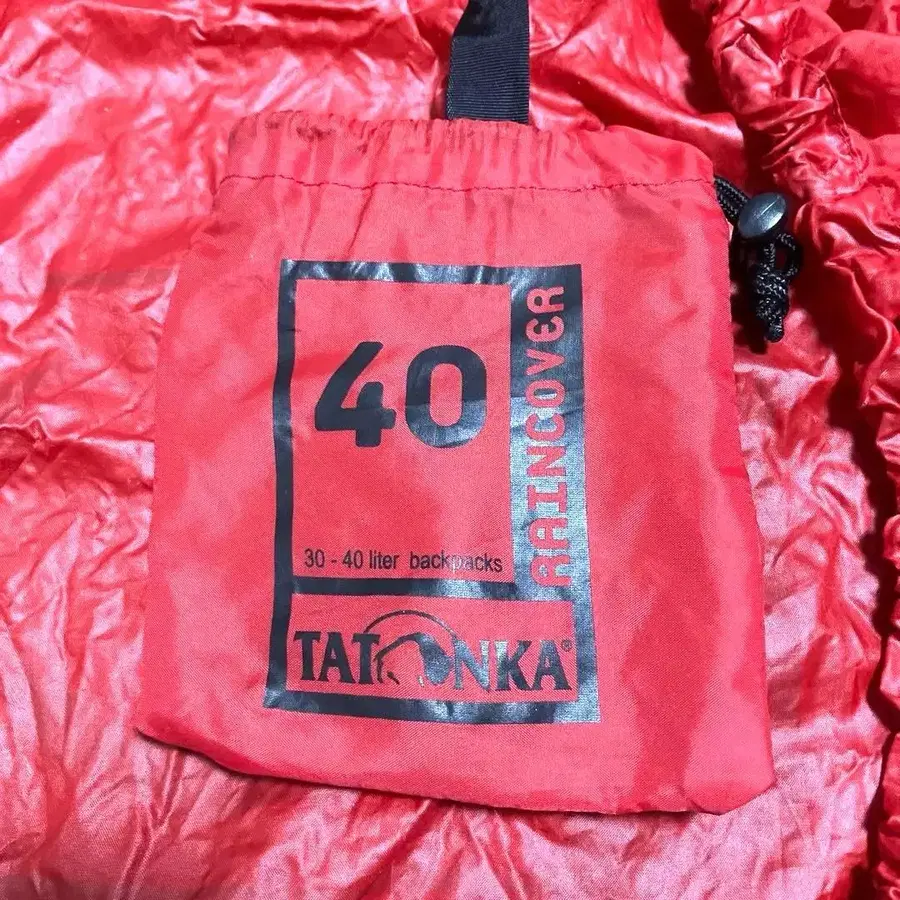 40
RAINCOVER
30 - 40 liter backpacks
TATONKA®